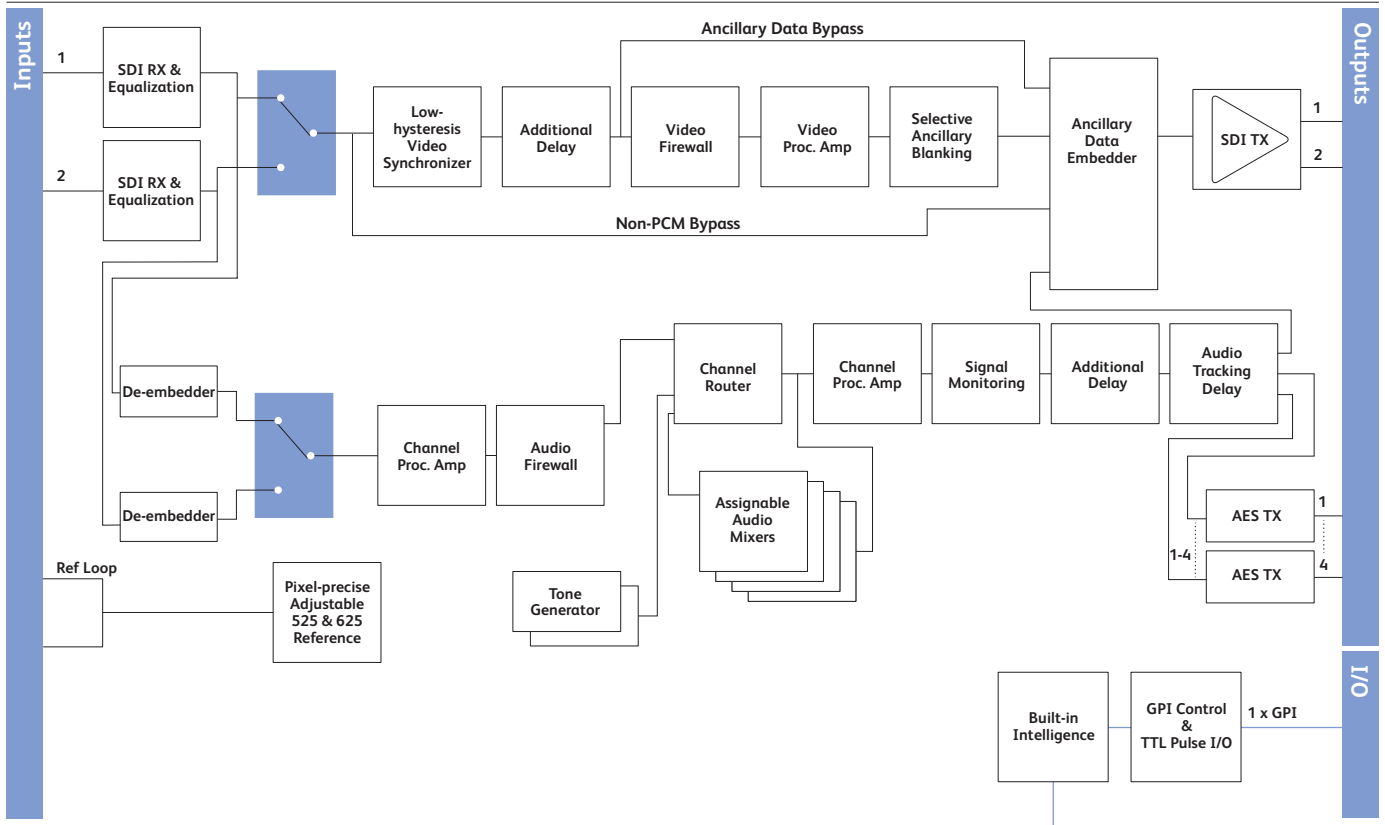 Inputs
Outputs
Ancillary Data Bypass
1
SDI RX &
Equalization
2
SDI RX &
Equalization
Low-
hysteresis
Video
Synchronizer
Additional
Delay
Video
Firewall
Video
Proc. Amp
Selective
Ancillary
Blanking
Ancillary
Data
Embedder
SDI TX
1
2
Non-PCM Bypass
De-embedder
De-embedder
Channel
Proc. Amp
Audio
Firewall
Channel
Router
Channel
Proc. Amp
Signal
Monitoring
Additional
Delay
Audio
Tracking
Delay
Assignable
Audio
Mixers
Tone
Generator
AES TX
1
1-4
AES TX
4
Ref Loop
Pixel-precise
Adjustable
525 & 625
Reference
I/O
Built-in
Intelligence
GPI Control
&
TTL Pulse I/O
1 x GPI